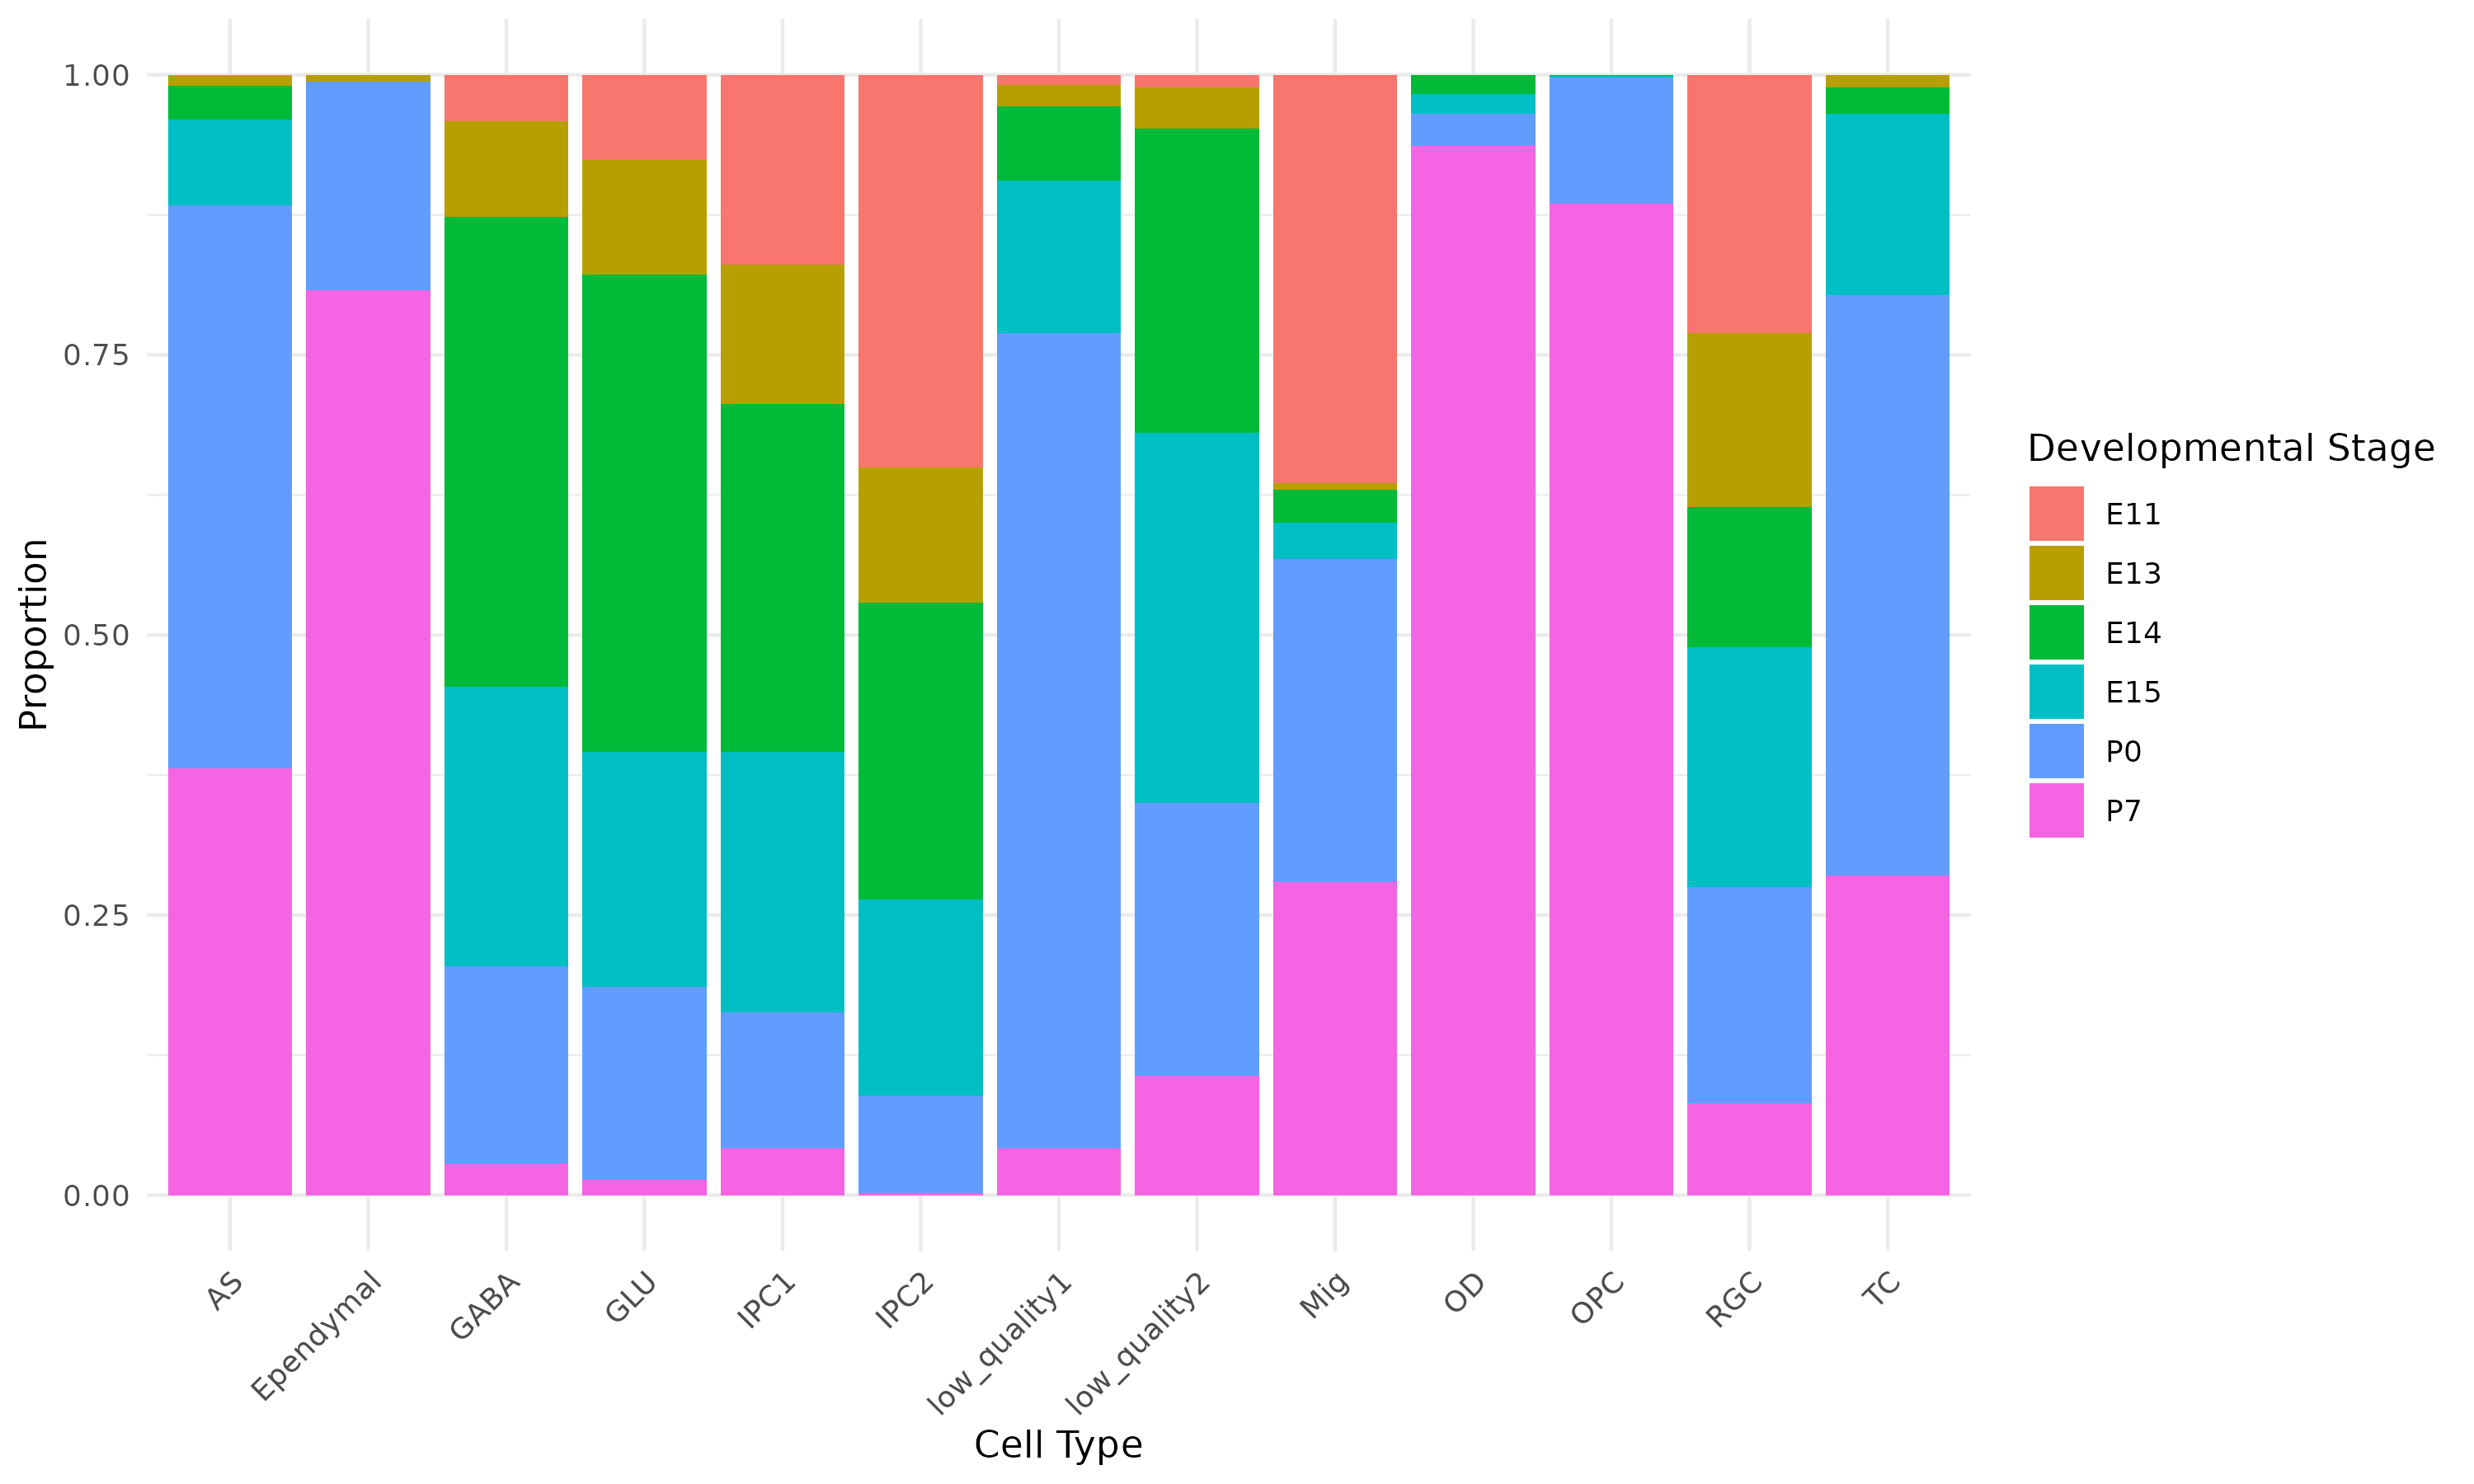 1.00
0.75
0.50
0.25
0.00
Proportion
AS
Ependymal
GABA
GLU
IPC1
IPC2
low_quality1
low_quality2
Mig
OD
OPC
RGC
TC
Cell Type
Developmental Stage
E11
E13
E14
E15
P0
P7